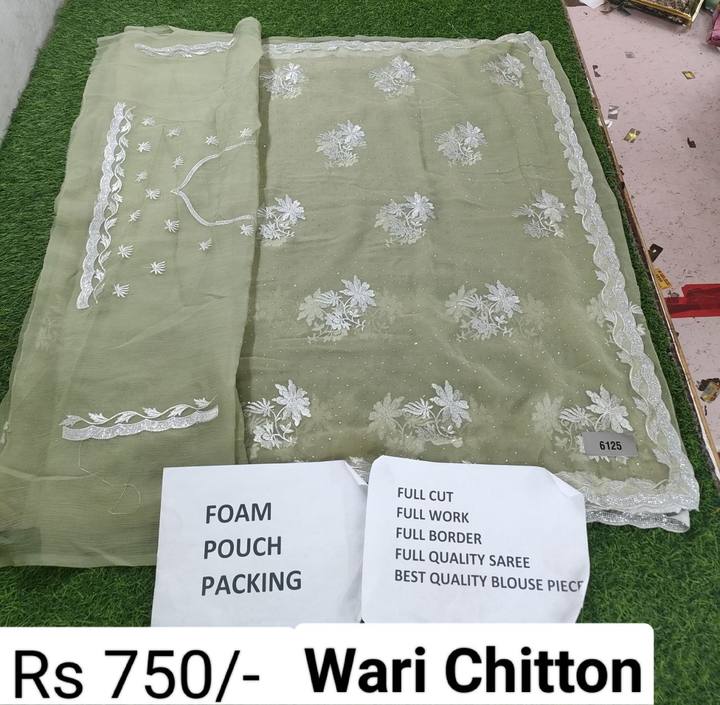 6125
FOAM
POUCH
PACKING
FULL CUT
FULL WORK
FULL BORDER
FULL QUALITY SAREE
BEST QUALITY BLOUSE PIECE
Rs 750/-
Wari Chitton